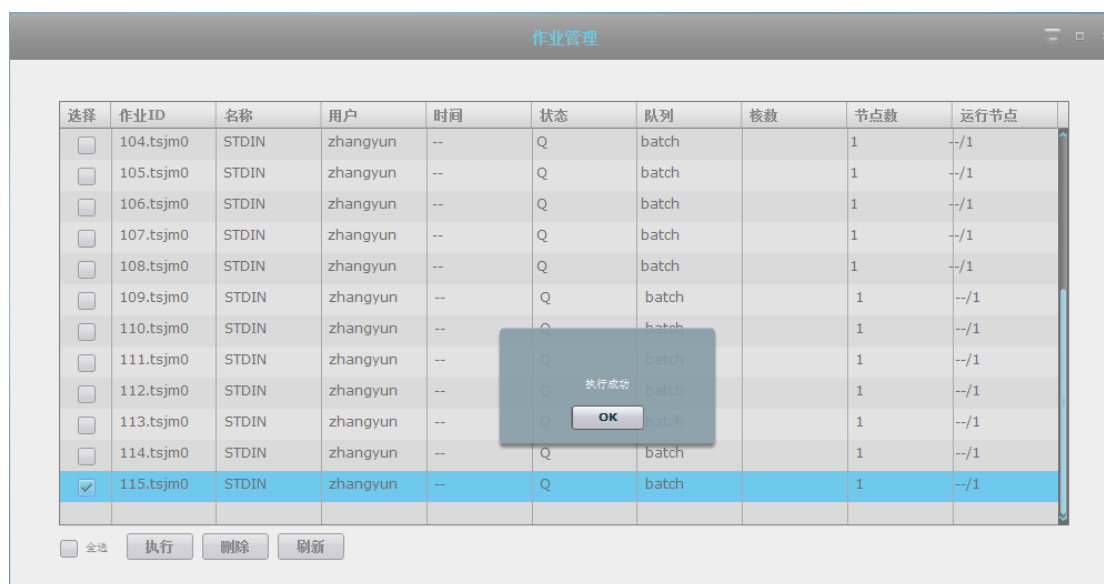 作业管理
选择 作业ID 名称 用户 时间 状态 队列 核数 节点数 运行节点
104.tsjm0 STDIN zhangyun -- Q batch 1 --/1
105.tsjm0 STDIN zhangyun -- Q batch 1 --/1
106.tsjm0 STDIN zhangyun -- Q batch 1 --/1
107.tsjm0 STDIN zhangyun -- Q batch 1 --/1
108.tsjm0 STDIN zhangyun -- Q batch 1 --/1
109.tsjm0 STDIN zhangyun -- Q batch 1 --/1
110.tsjm0 STDIN zhangyun -- Q batch 1 --/1
111.tsjm0 STDIN zhangyun -- Q batch 1 --/1
112.tsjm0 STDIN zhangyun -- Q batch 1 --/1
113.tsjm0 STDIN zhangyun -- Q batch 1 --/1
114.tsjm0 STDIN zhangyun -- Q batch 1 --/1
115.tsjm0 STDIN zhangyun -- Q batch 1 --/1
执行成功
OK
全选 执行 删除 刷新